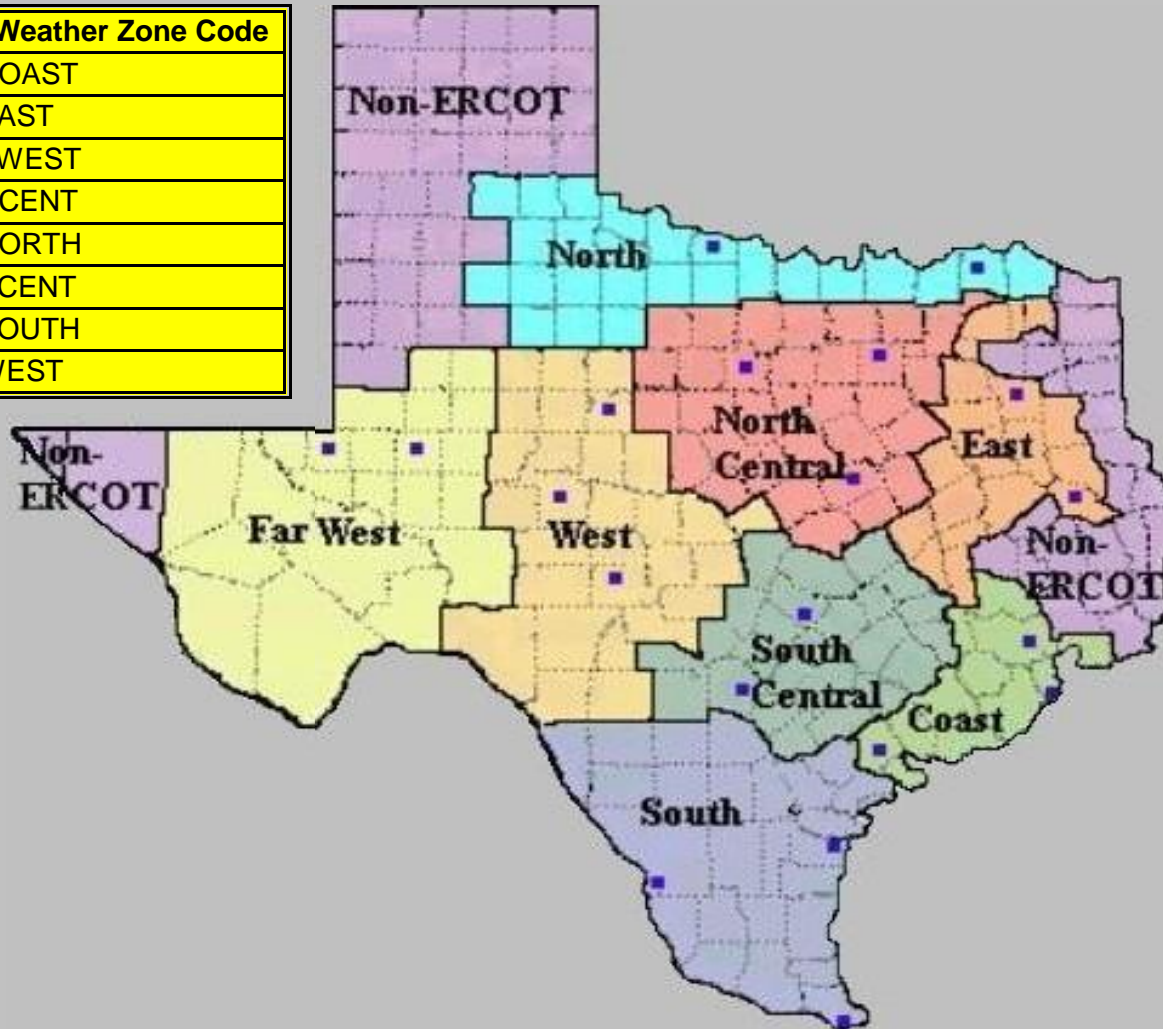 Weather Zone Code
OAST
AST
WEST
CENT
ORTH
CENT
OUTH
WEST
Non-ERCOT
North
North
Central
East
Non-
ERCOT
Far West
West
Non-
ERCOT
South
Central
Coast
South